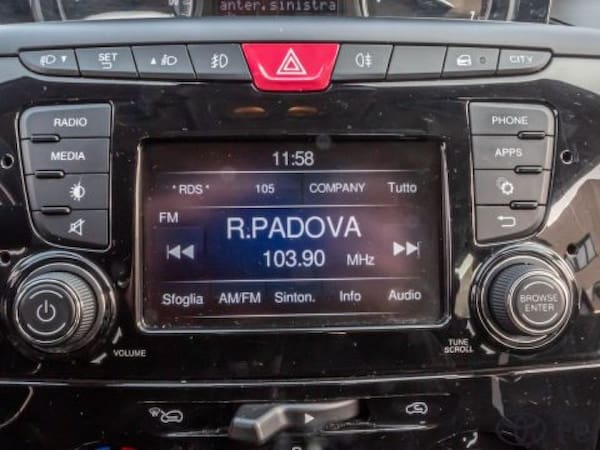 anter.sinistra
SET
CITY
RADIO
MEDIA
PHONE
APPS
11:58
"RDS" 105 COMPANY Tutto
FM
R.PADOVA
103.90 MHz
Sfoglia AM/FM Sinton. Info Audio
VOLUME
BROWSE
ENTER
TUNE
SCROLL